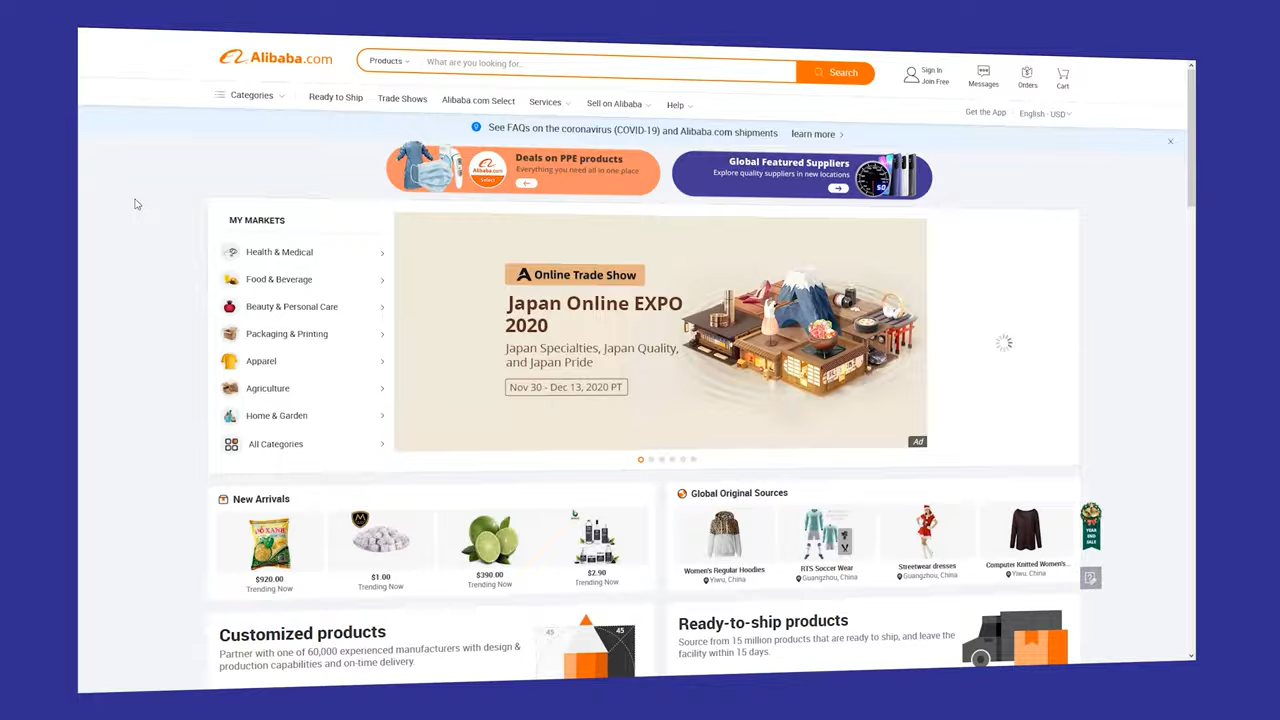 Alibaba.com
Products
What are you looking for..
Search
Sign In
Join Free
Messages
Orders
Cart
Categories
Ready to Ship
Trade Shows
Alibaba.com Select
Services
Sell on Alibaba
Help
Get the App
English - USD
See FAQs on the coronavirus (COVID-19) and Alibaba.com shipments
learn more
Deals on PPE products
Everything you need all in one place
Alibaba.com
Select
Global Featured Suppliers
Explore quality suppliers in new locations
50
MY MARKETS
Health & Medical
Food & Beverage
Beauty & Personal Care
Packaging & Printing
Apparel
Agriculture
Home & Garden
All Categories
Online Trade Show
Japan Online EXPO
2020
Japan Specialties, Japan Quality,
and Japan Pride
Nov 30 - Dec 13, 2020 PT
Ad
New Arrivals
$920.00
Trending Now
$1.00
Trending Now
$390.00
Trending Now
$2.90
Trending Now
Global Original Sources
Women's Regular Hoodies
Yiwu, China
RTS Soccer Wear
Guangzhou, China
Streetwear dresses
Guangzhou, China
Computer Knitted Women's...
Yiwu, China
YEAR
END
SALE
Customized products
Partner with one of 60,000 experienced manufacturers with design &
production capabilities and on-time delivery.
45
45
Ready-to-ship products
Source from 15 million products that are ready to ship, and leave the
facility within 15 days.